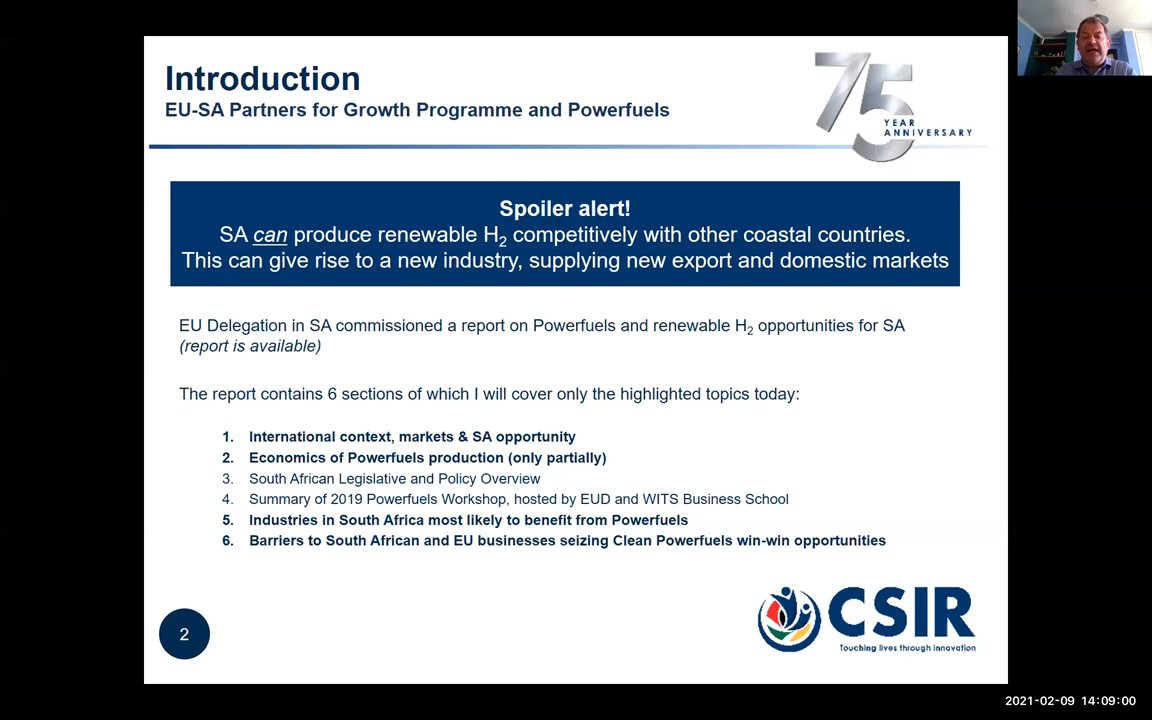 Introduction
EU-SA Partners for Growth Programme and Powerfuels
75
YEAR
ANNIVERSARY
Spoiler alert!
SA can produce renewable H2 competitively with other coastal countries.
This can give rise to a new industry, supplying new export and domestic markets
EU Delegation in SA commissioned a report on Powerfuels and renewable H2 opportunities for SA
(report is available)
The report contains 6 sections of which I will cover only the highlighted topics today:
1. International context, markets & SA opportunity
2. Economics of Powerfuels production (only partially)
3. South African Legislative and Policy Overview
4. Summary of 2019 Powerfuels Workshop, hosted by EUD and WITS Business School
5. Industries in South Africa most likely to benefit from Powerfuels
6. Barriers to South African and EU businesses seizing Clean Powerfuels win-win opportunities
2
CSIR
Touching lives through innovation
2021-02-09 14:09:00